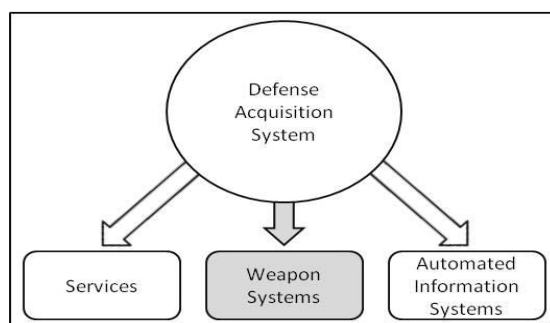 Defense
Acquisition
System
Services
Weapon
Systems
Automated
Information
Systems